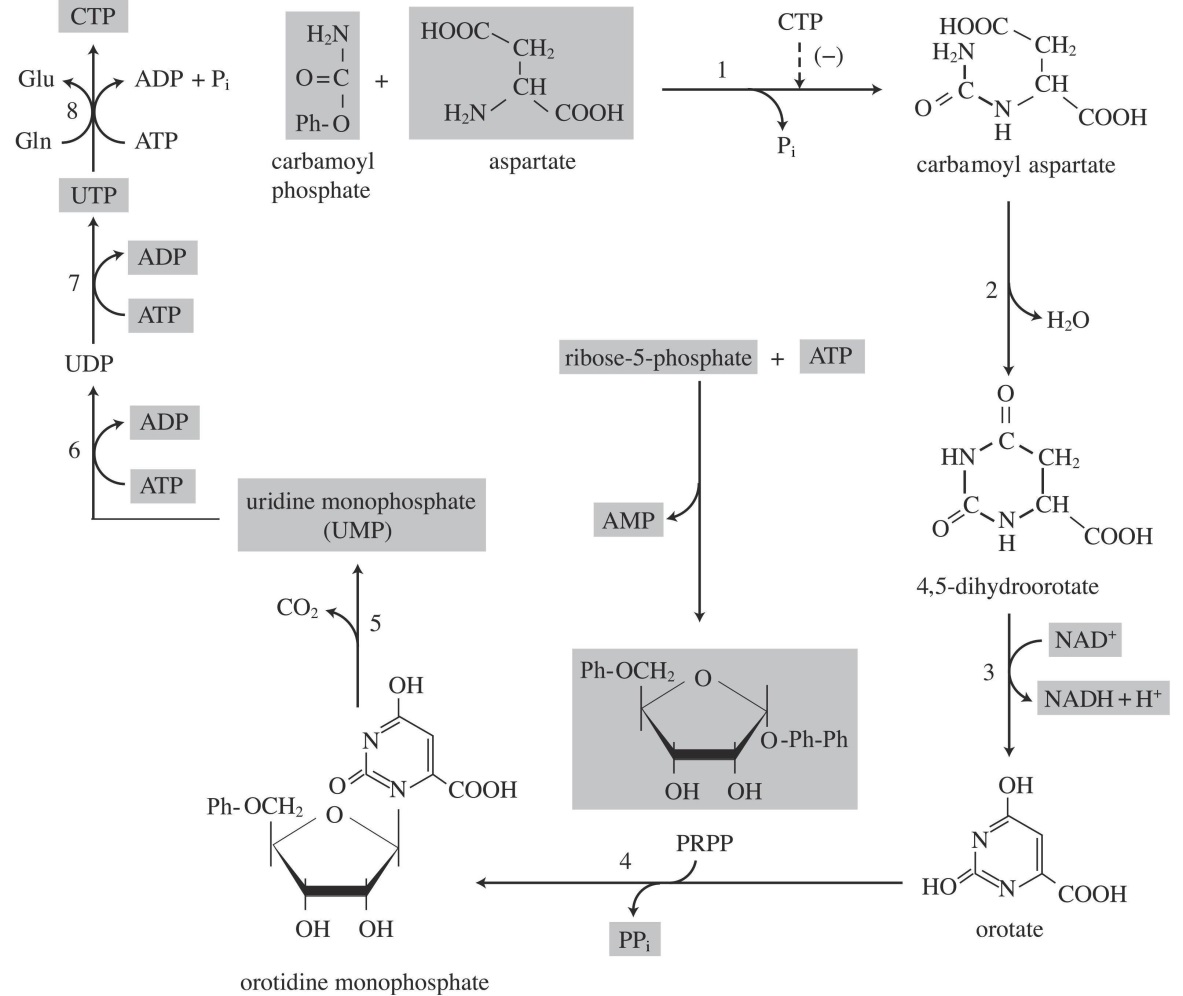 CTP
Glu
ADP + Pi
8
Gln
ATP
UTP
H₂N
O=C
Ph-O
carbamoyl
phosphate
+
HOOC
CH₂
CH
H₂N
COOH
aspartate
1
CTP
(–)
Pi
HOOC
H₂N
CH₂
C
CH
O
N
H
COOH
carbamoyl aspartate
2
H₂O
7
ADP
ATP
UDP
6
ADP
ATP
ribose-5-phosphate + ATP
AMP
O
C
HN
CH₂
C
CH
O
N
H
COOH
4,5-dihydroorotate
3
NAD⁺
NADH + H⁺
OH
N
HO
N
COOH
orotate
Ph-OCH₂
O
O-Ph-Ph
OH OH
PRPP
4
PPi
OH
N
O
N
COOH
Ph-OCH₂
O
OH OH
orotidine monophosphate
CO₂
5
uridine monophosphate
(UMP)